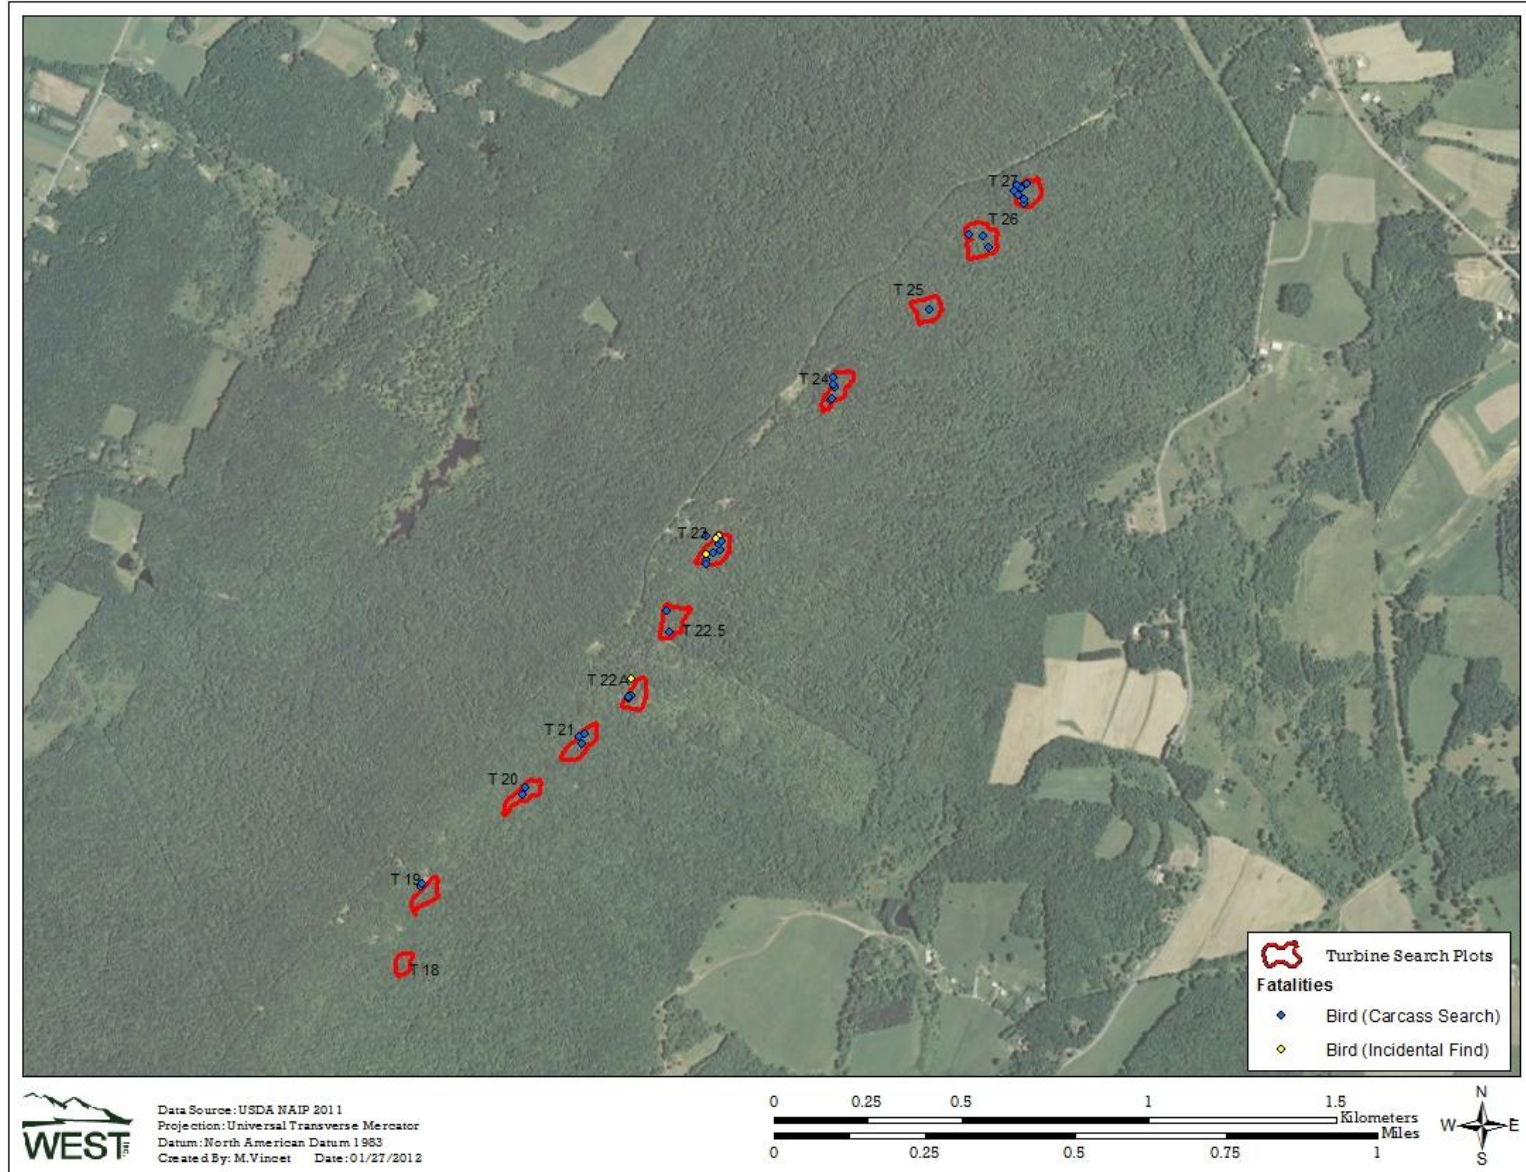 T 27
T 26
T 25
T 24
T 23
T 22.5
T 22A
T 21
T 20
T 19
T 18
Turbine Search Plots
Fatalities
Bird (Carcass Search)
Bird (Incidental Find)
WEST Inc.
Data Source: USDA NAIP 2011
Projection: Universal Transverse Mercator
Datum: North American Datum 1983
Created By: M.Vincet Date: 01/27/2012
0 0.25 0.5 1 1.5
Kilometers
Miles
0 0.25 0.5 0.75 1
N
W E
S